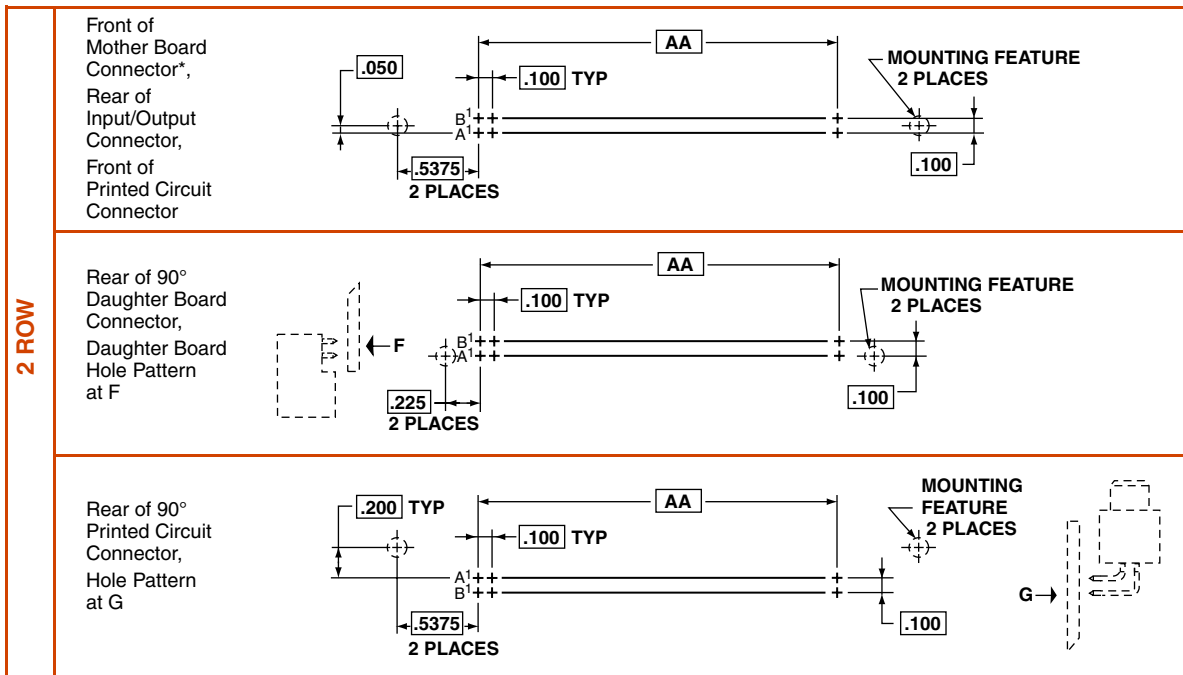 2 ROW
Front of
Mother Board
Connector*,
Rear of
Input/Output
Connector,
Front of
Printed Circuit
Connector
.050
AA
.100 TYP
MOUNTING FEATURE
2 PLACES
B1
A1
.5375
2 PLACES
.100
Rear of 90°
Daughter Board
Connector,
Daughter Board
Hole Pattern
at F
F
AA
.100 TYP
MOUNTING FEATURE
2 PLACES
B1
A1
.225
2 PLACES
.100
Rear of 90°
Printed Circuit
Connector,
Hole Pattern
at G
.200 TYP
AA
.100 TYP
MOUNTING
FEATURE
2 PLACES
A1
B1
.5375
2 PLACES
.100
G